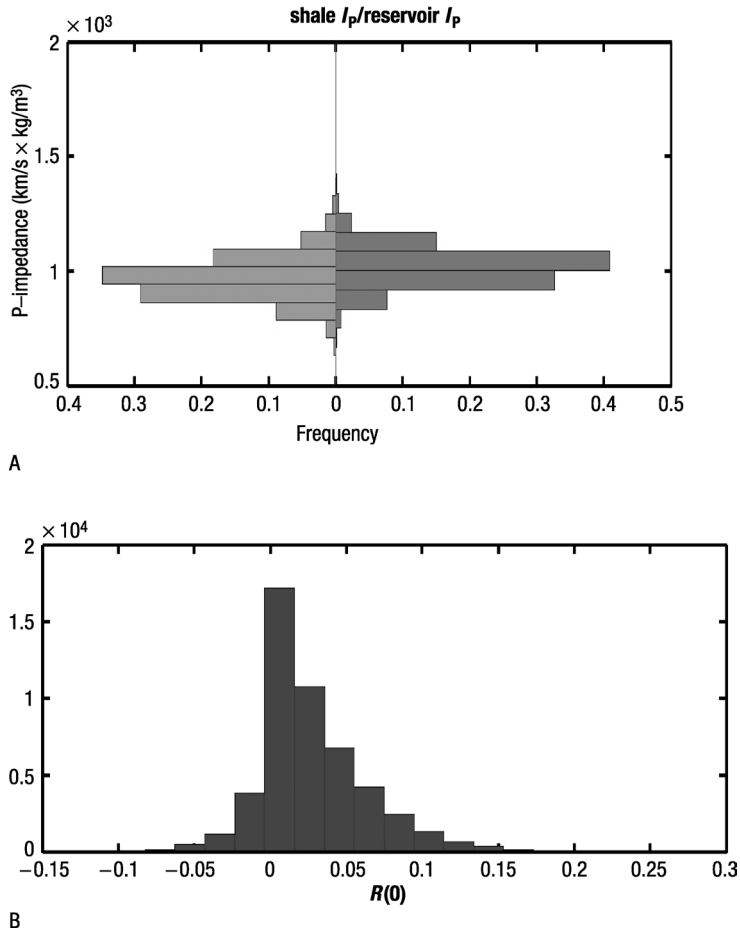 shale I_P/reservoir I_P
× 10³
2
1.5
1
0.5
P–impedance (km/s × kg/m³)
0.4 0.3 0.2 0.1 0 0.1 0.2 0.3 0.4 0.5
Frequency
A
× 10⁴
2
1.5
1
0.5
0
−0.15 −0.1 −0.05 0 0.05 0.1 0.15 0.2 0.25 0.3
R(0)
B